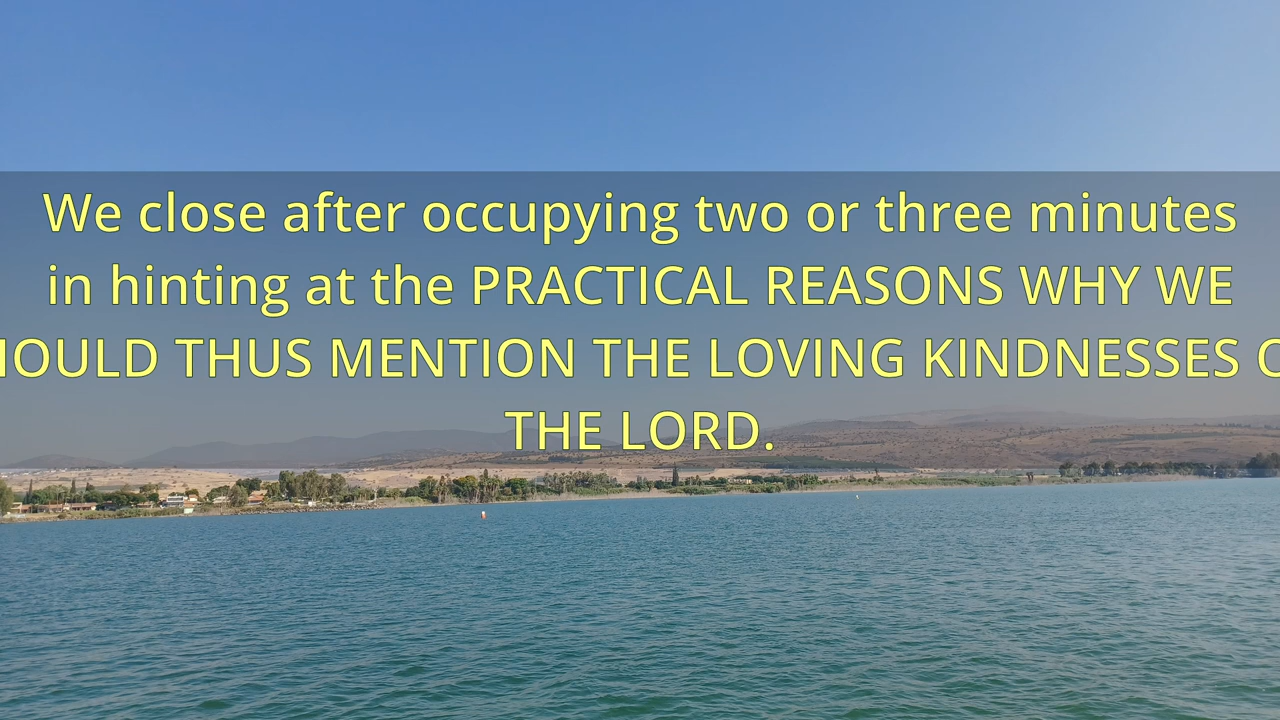 We close after occupying two or three minutes
in hinting at the PRACTICAL REASONS WHY WE
HOULD THUS MENTION THE LOVING KINDNESSES O
THE LORD.